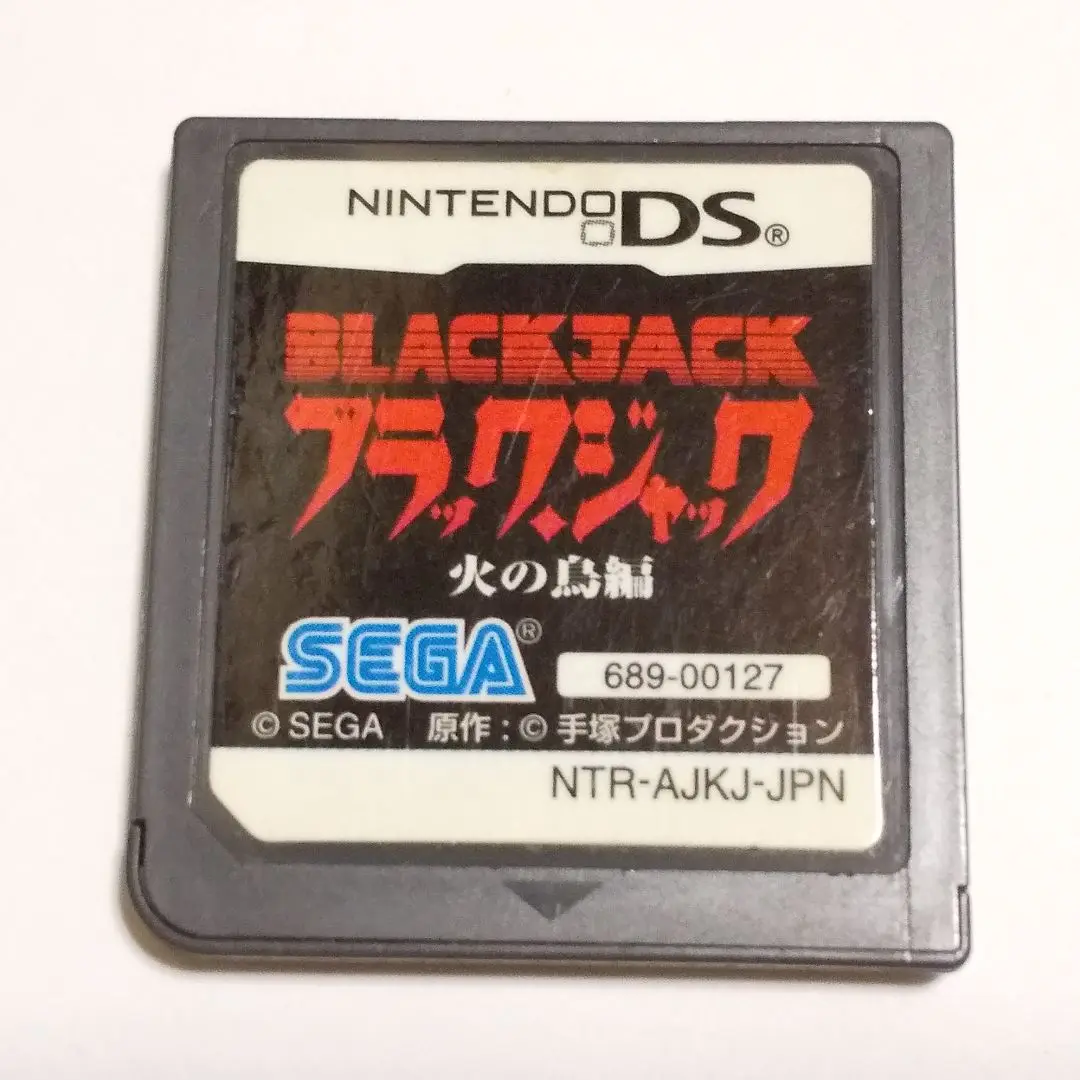 NINTENDO DS®
BLACKJACK
ブラック・ジャック
火の鳥編
SEGA®
689-00127
© SEGA 原作:© 手塚プロダクション
NTR-AJKJ-JPN